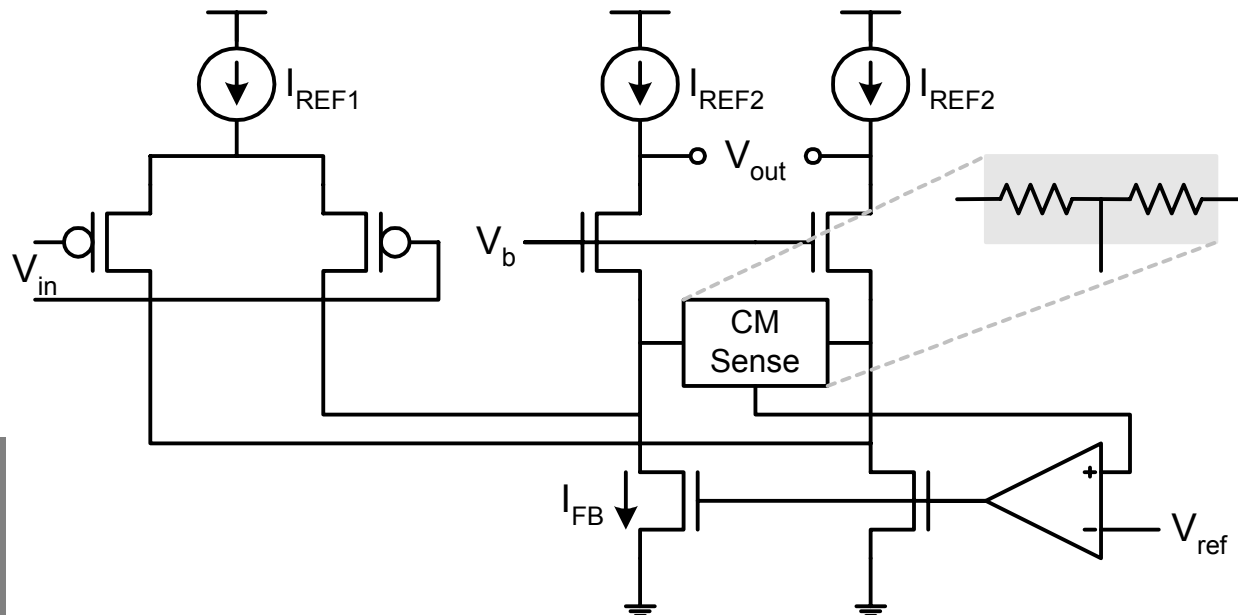 I_REF1
I_REF2
I_REF2
V_out
V_in
V_b
CM
Sense
I_FB
+
−
V_ref